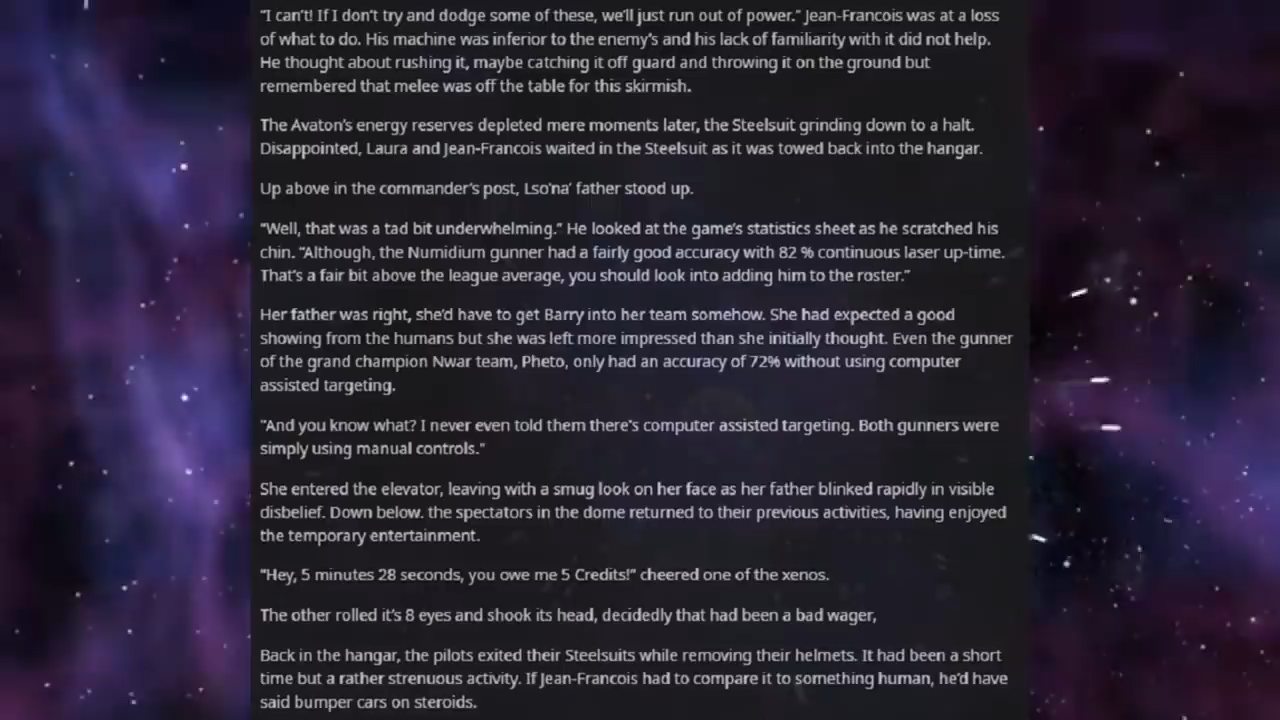 "I can't! If I don't try and dodge some of these, we'll just run out of power." Jean-Francois was at a loss
of what to do. His machine was inferior to the enemy's and his lack of familiarity with it did not help.
He thought about rushing it, maybe catching it off guard and throwing it on the ground but
remembered that melee was off the table for this skirmish.
The Avaton's energy reserves depleted mere moments later, the Steelsuit grinding down to a halt.
Disappointed, Laura and Jean-Francois waited in the Steelsuit as it was towed back into the hangar.
Up above in the commander's post, Lso'na' father stood up.
"Well, that was a tad bit underwhelming." He looked at the game's statistics sheet as he scratched his
chin. "Although, the Numidium gunner had a fairly good accuracy with 82 % continuous laser up-time.
That's a fair bit above the league average, you should look into adding him to the roster."
Her father was right, she'd have to get Barry into her team somehow. She had expected a good
showing from the humans but she was left more impressed than she initially thought. Even the gunner
of the grand champion Nwar team, Pheto, only had an accuracy of 72% without using computer
assisted targeting.
"And you know what? I never even told them there's computer assisted targeting. Both gunners were
simply using manual controls."
She entered the elevator, leaving with a smug look on her face as her father blinked rapidly in visible
disbelief. Down below. the spectators in the dome returned to their previous activities, having enjoyed
the temporary entertainment.
"Hey, 5 minutes 28 seconds, you owe me 5 Credits!" cheered one of the xenos.
The other rolled it's 8 eyes and shook its head, decidedly that had been a bad wager,
Back in the hangar, the pilots exited their Steelsuits while removing their helmets. It had been a short
time but a rather strenuous activity. If Jean-Francois had to compare it to something human, he'd have
said bumper cars on steroids.